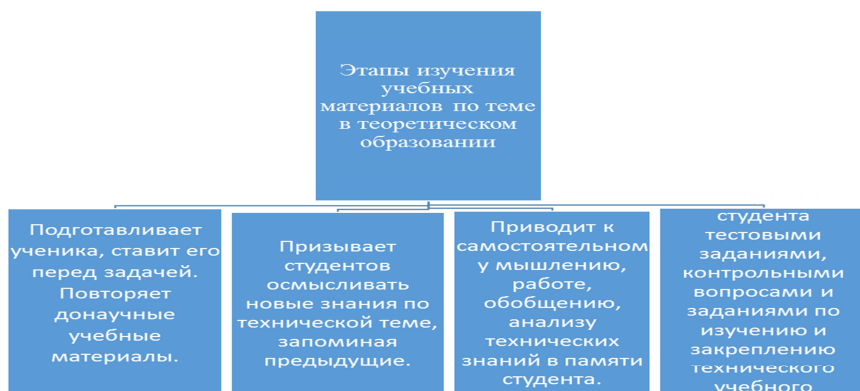 Этапы изучения
учебных
материалов по теме
в теоретическом
образовании
Подготавливает
ученика, ставит его
перед задачей.
Повторяет
донаучные
учебные
материалы.
Призывает
студентов
осмысливать
новые знания по
технической теме,
запоминая
предыдущие.
Приводит к
самостоятельном
у мышлению,
работе,
обобщению,
анализу
технических
знаний в памяти
студента.
студента
тестовыми
заданиями,
контрольными
вопросами и
заданиями по
изучению и
закреплению
технического
учебного